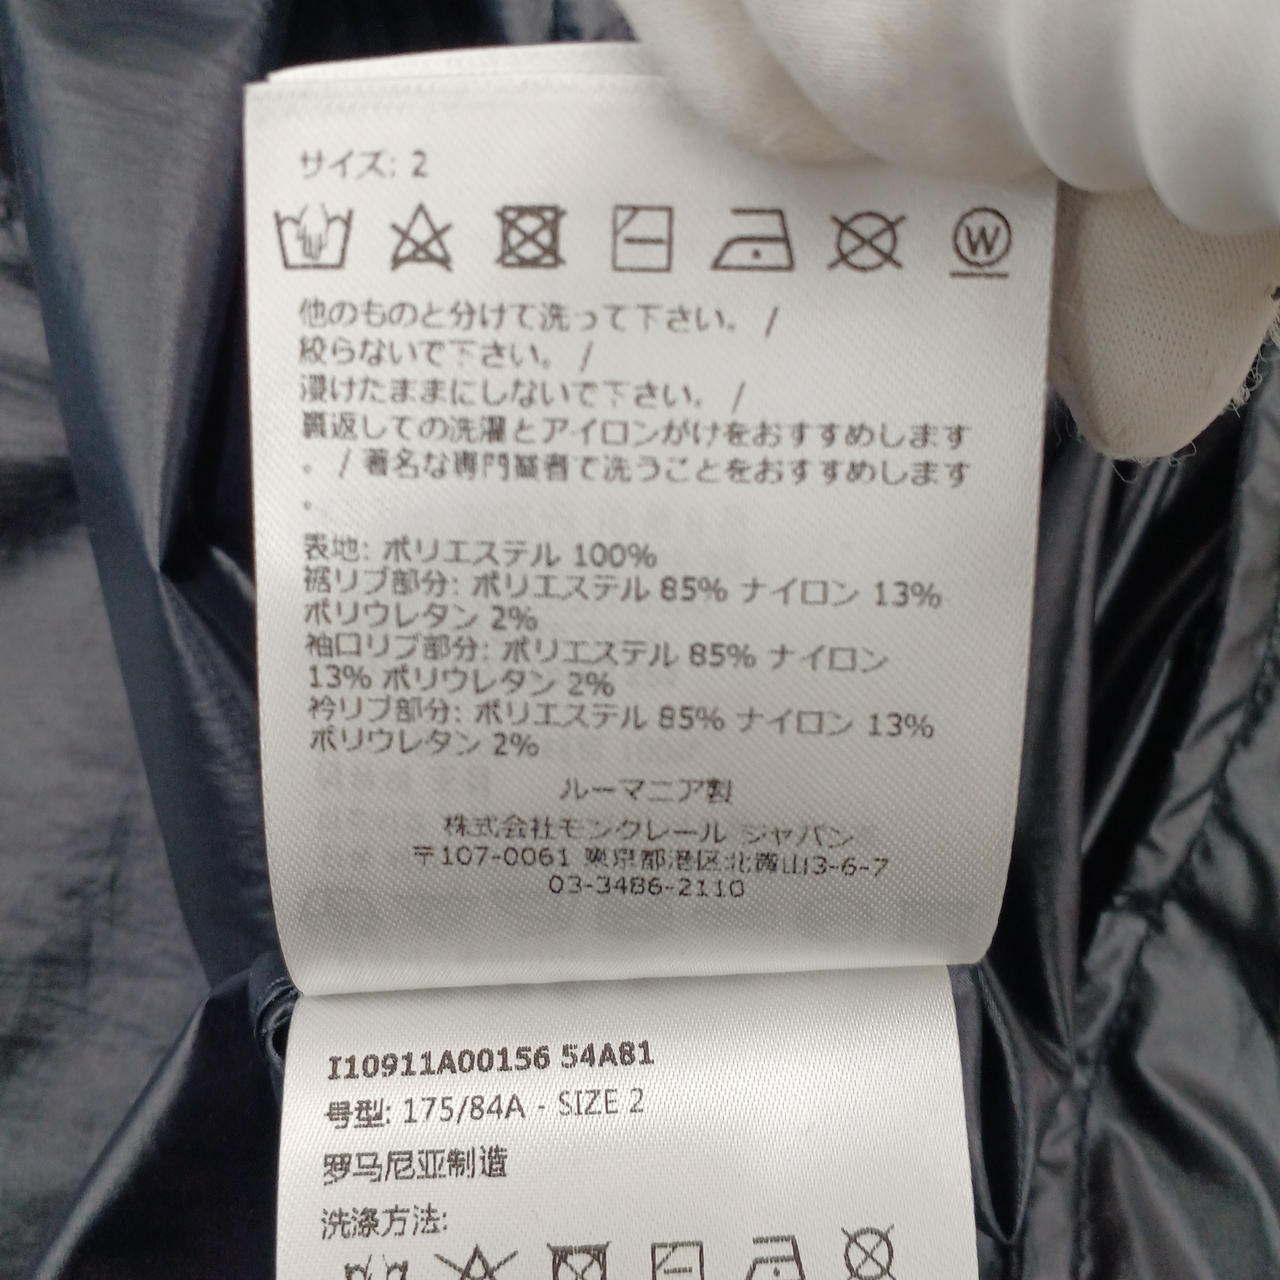 サイズ: 2
W
他のものと分けて洗って下さい。 /
絞らないで下さい。 /
浸けたままにしないで下さい。 /
裏返しての洗濯とアイロンがけをおすすめします
。 / 著名な専門業者で洗うことをおすすめします
。
表地: ポリエステル 100%
裾リブ部分: ポリエステル 85% ナイロン 13%
ポリウレタン 2%
袖口リブ部分: ポリエステル 85% ナイロン
13% ポリウレタン 2%
衿リブ部分: ポリエステル 85% ナイロン 13%
ポリウレタン 2%
ルーマニア製
株式会社モンクレール ジャパン
〒107-0061 東京都港区北青山3-6-7
03-3486-2110
I10911A00156 54A81
号型: 175/84A - SIZE 2
罗马尼亚制造
洗涤方法: